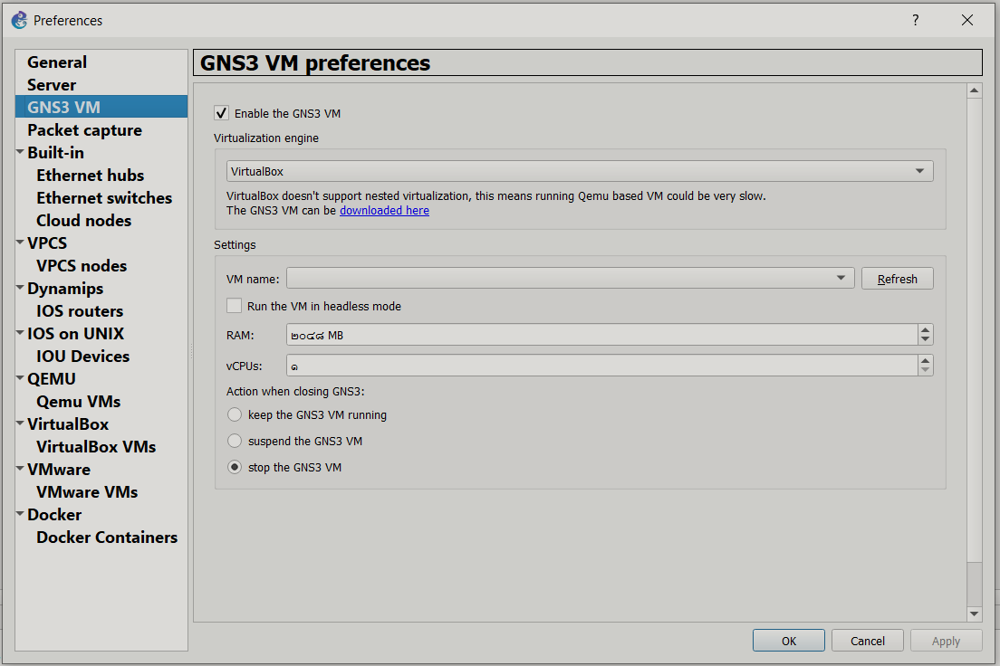 Preferences
?
General
Server
GNS3 VM
Packet capture
Built-in
Ethernet hubs
Ethernet switches
Cloud nodes
VPCS
VPCS nodes
Dynamips
IOS routers
IOS on UNIX
IOU Devices
QEMU
Qemu VMs
VirtualBox
VirtualBox VMs
VMware
VMware VMs
Docker
Docker Containers
GNS3 VM preferences
Enable the GNS3 VM
Virtualization engine
VirtualBox
VirtualBox doesn't support nested virtualization, this means running Qemu based VM could be very slow.
The GNS3 VM can be downloaded here
Settings
VM name:
Refresh
Run the VM in headless mode
RAM: ๒๐๔๘ MB
vCPUs: ๑
Action when closing GNS3:
keep the GNS3 VM running
suspend the GNS3 VM
stop the GNS3 VM
OK
Cancel
Apply